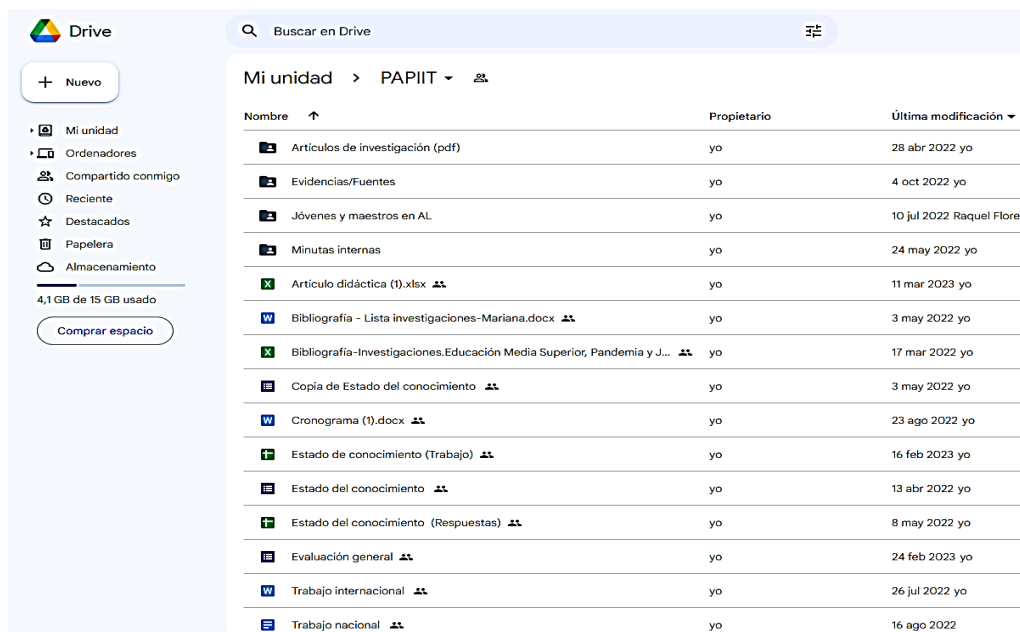 Drive
Buscar en Drive
Nuevo
Mi unidad
Ordenadores
Compartido conmigo
Reciente
Destacados
Papelera
Almacenamiento
4,1 GB de 15 GB usado
Comprar espacio
Mi unidad > PAPIIT
Nombre Propietario Última modificación
Artículos de investigación (pdf) yo 28 abr 2022 yo
Evidencias/Fuentes yo 4 oct 2022 yo
Jóvenes y maestros en AL yo 10 jul 2022 Raquel Flore
Minutas internas yo 24 may 2022 yo
Artículo didáctica (1).xlsx yo 11 mar 2023 yo
Bibliografía - Lista investigaciones-Mariana.docx yo 3 may 2022 yo
Bibliografía-Investigaciones.Educación Media Superior, Pandemia y J... yo 17 mar 2022 yo
Copia de Estado del conocimiento yo 3 may 2022 yo
Cronograma (1).docx yo 23 ago 2022 yo
Estado de conocimiento (Trabajo) yo 16 feb 2023 yo
Estado del conocimiento yo 13 abr 2022 yo
Estado del conocimiento (Respuestas) yo 8 may 2022 yo
Evaluación general yo 24 feb 2023 yo
Trabajo internacional yo 26 jul 2022 yo
Trabajo nacional yo 16 ago 2022